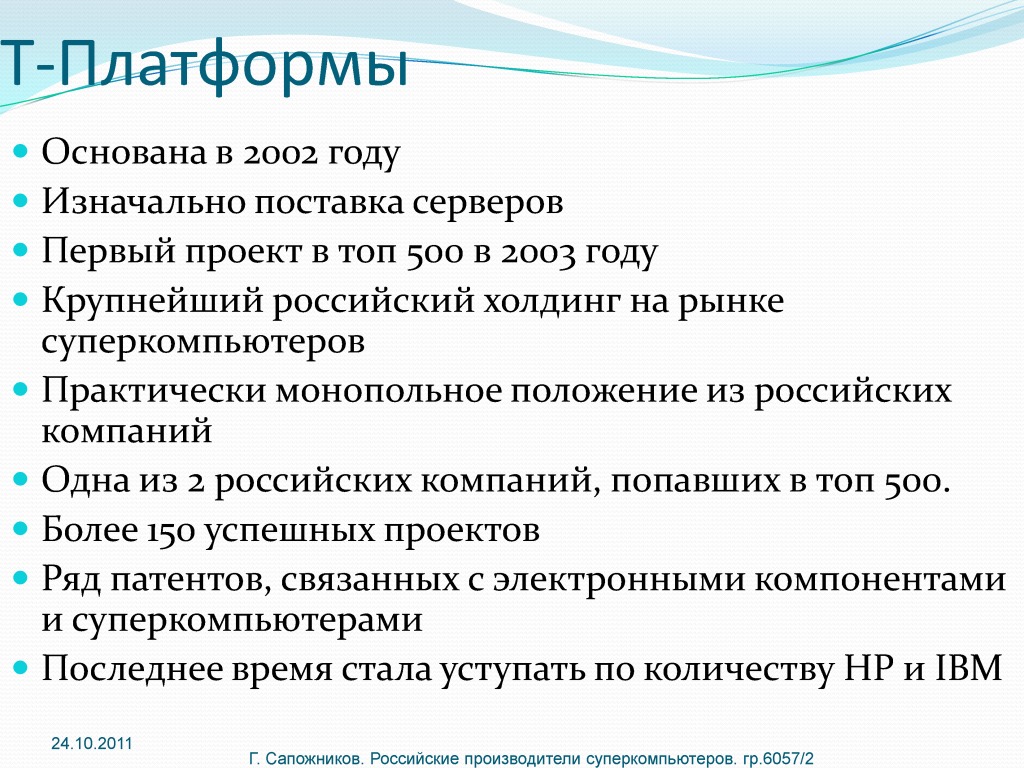 Т-Платформы
Основана в 2002 году
Изначально поставка серверов
Первый проект в топ 500 в 2003 году
Крупнейший российский холдинг на рынке
суперкомпьютеров
Практически монопольное положение из российских
компаний
Одна из 2 российских компаний, попавших в топ 500.
Более 150 успешных проектов
Ряд патентов, связанных с электронными компонентами
и суперкомпьютерами
Последнее время стала уступать по количеству HP и IBM
24.10.2011
Г. Сапожников. Российские производители суперкомпьютеров. гр.6057/2